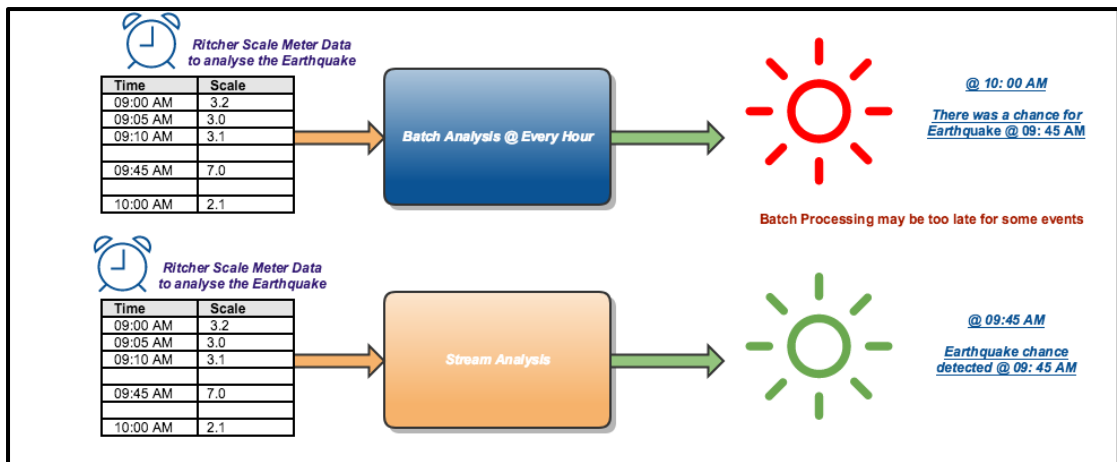 Ritcher Scale Meter Data
to analyse the Earthquake
Time Scale
09:00 AM 3.2
09:05 AM 3.0
09:10 AM 3.1
09:45 AM 7.0
10:00 AM 2.1
Batch Analysis @ Every Hour
@ 10: 00 AM
There was a chance for
Earthquake @ 09: 45 AM
Batch Processing may be too late for some events
Ritcher Scale Meter Data
to analyse the Earthquake
Time Scale
09:00 AM 3.2
09:05 AM 3.0
09:10 AM 3.1
09:45 AM 7.0
10:00 AM 2.1
Stream Analysis
@ 09:45 AM
Earthquake chance
detected @ 09: 45 AM